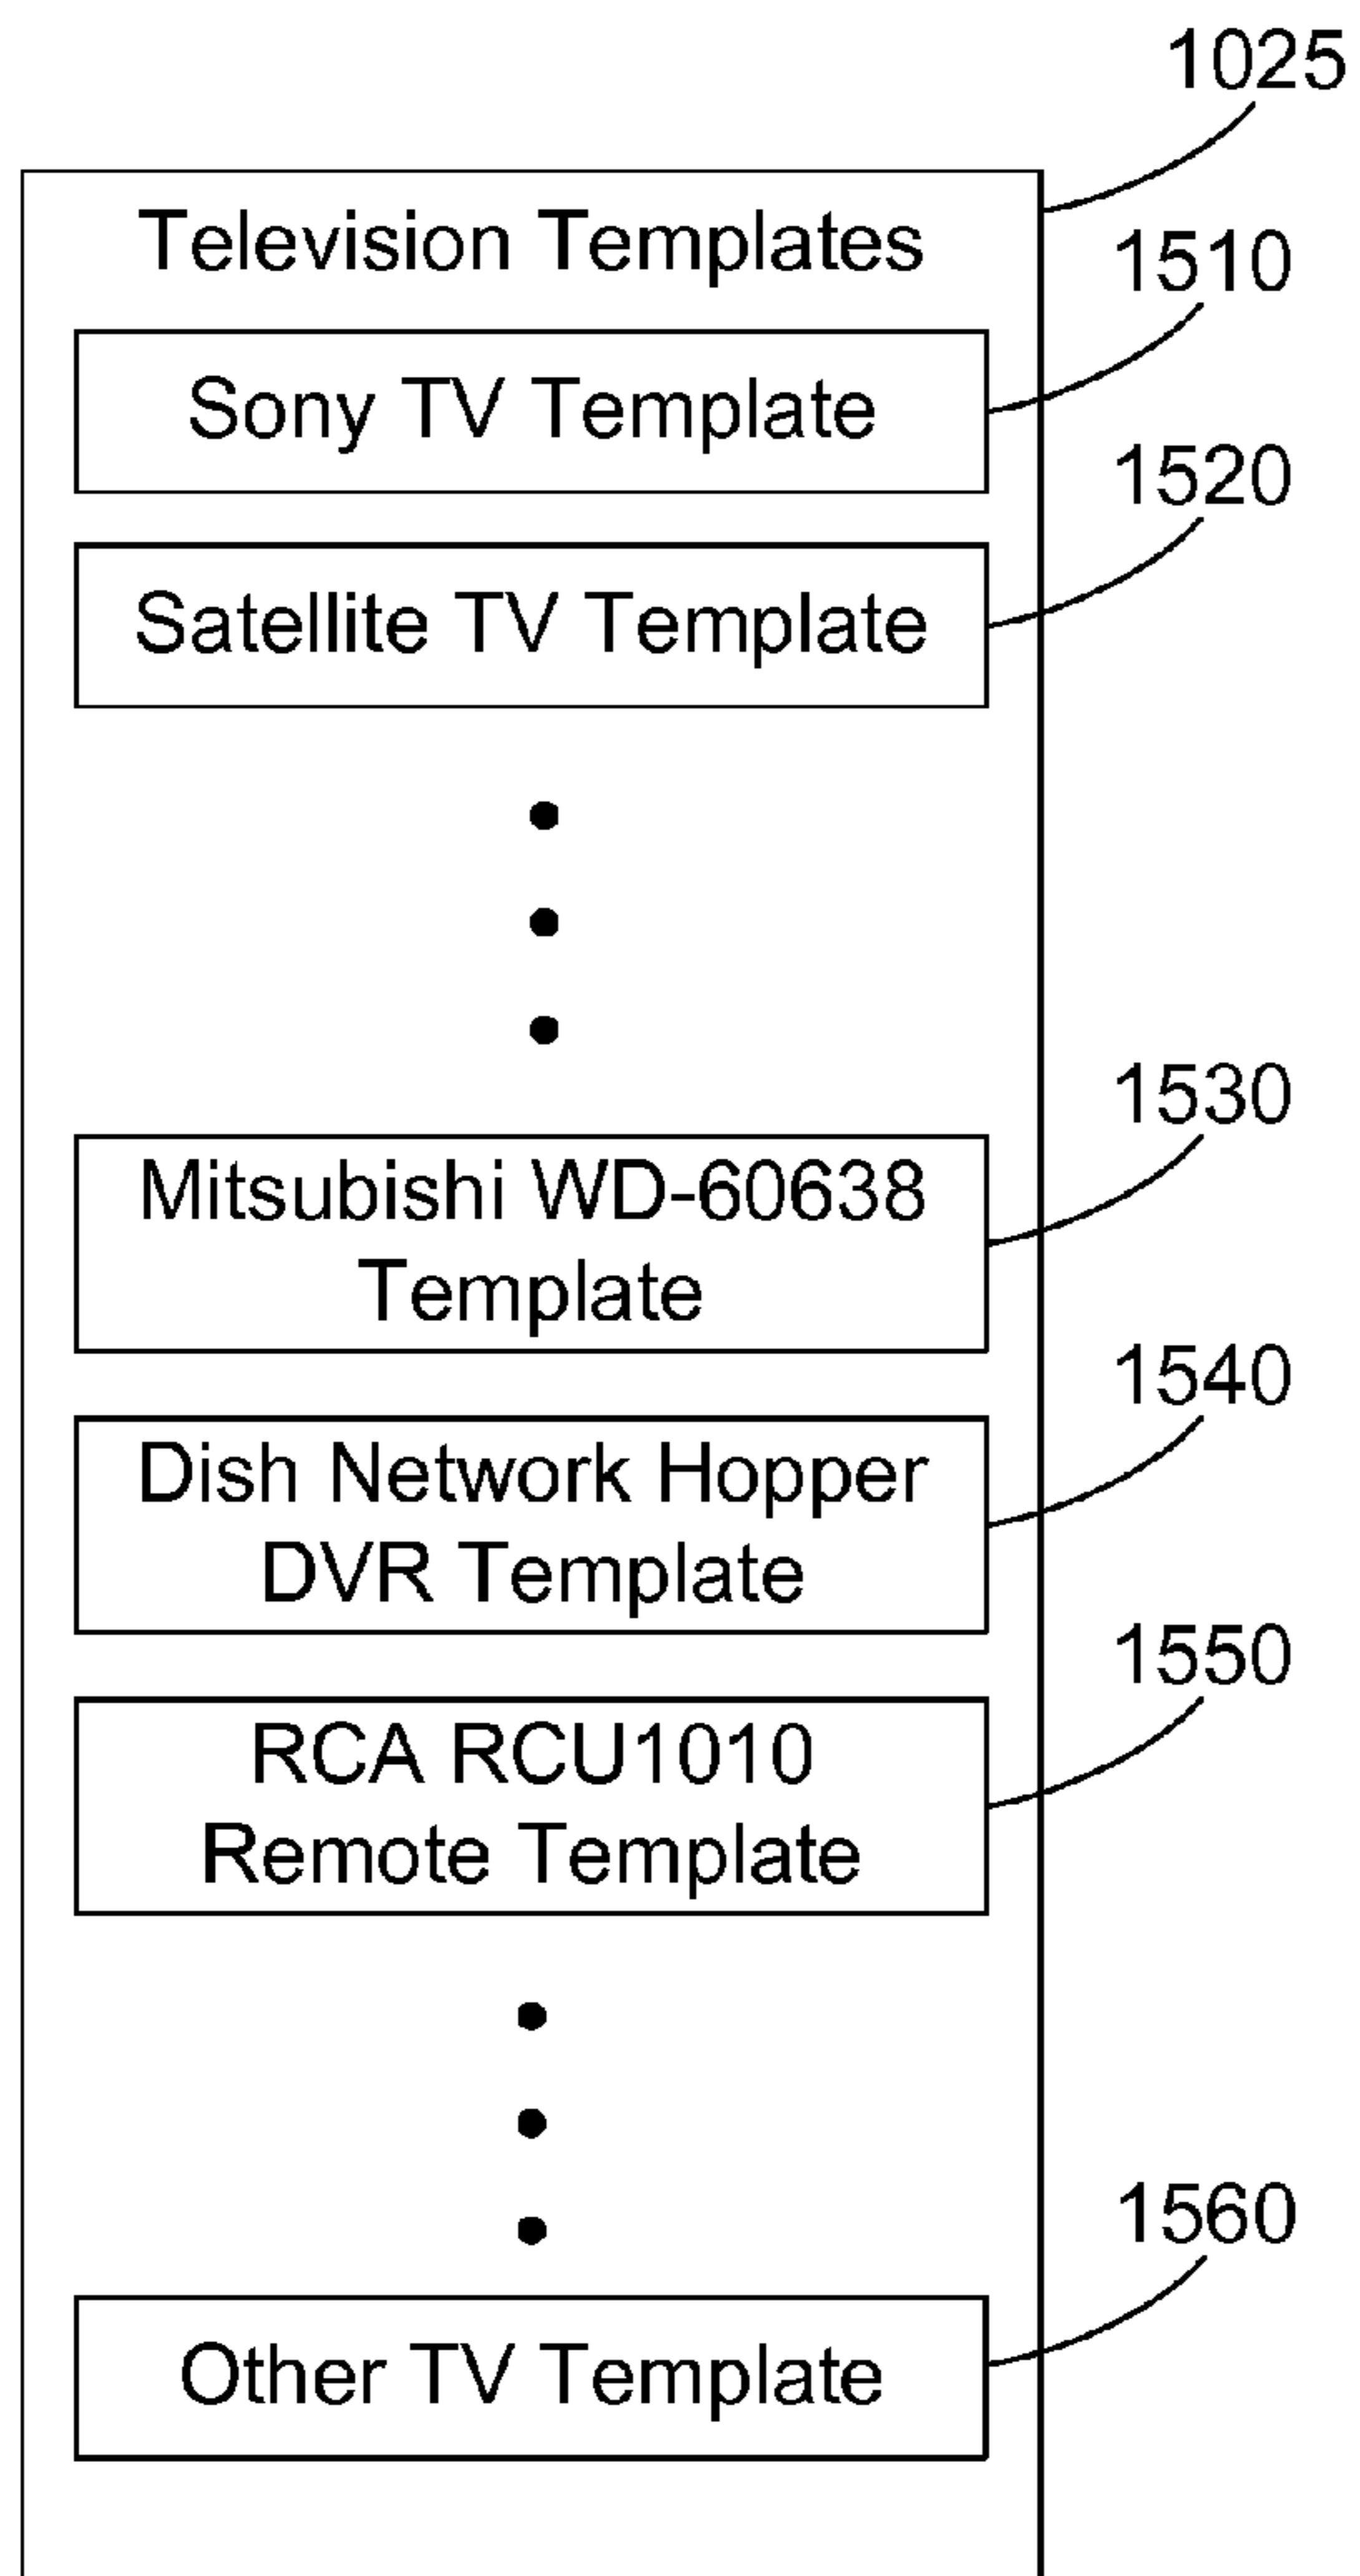 1025
Television Templates
1510
Sony TV Template
1520
Satellite TV Template
1530
Mitsubishi WD-60638
Template
1540
Dish Network Hopper
DVR Template
1550
RCA RCU1010
Remote Template
1560
Other TV Template